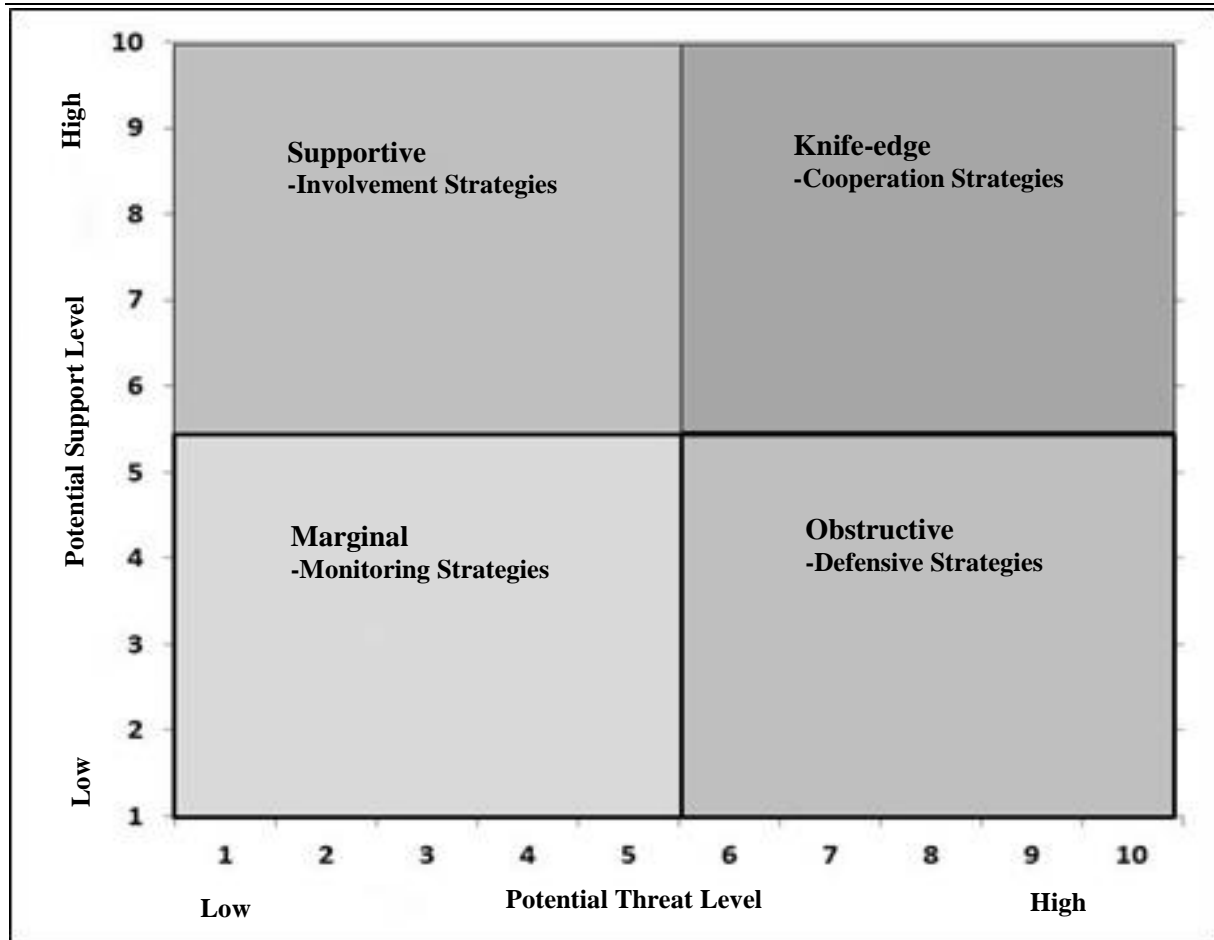 10
High
9
Supportive
-Involvement Strategies
Knife-edge
-Cooperation Strategies
8
7
6
Potential Support Level
5
Marginal
-Monitoring Strategies
Obstructive
-Defensive Strategies
4
3
2
Low
1
1 2 3 4 5 6 7 8 9 10
Low Potential Threat Level High